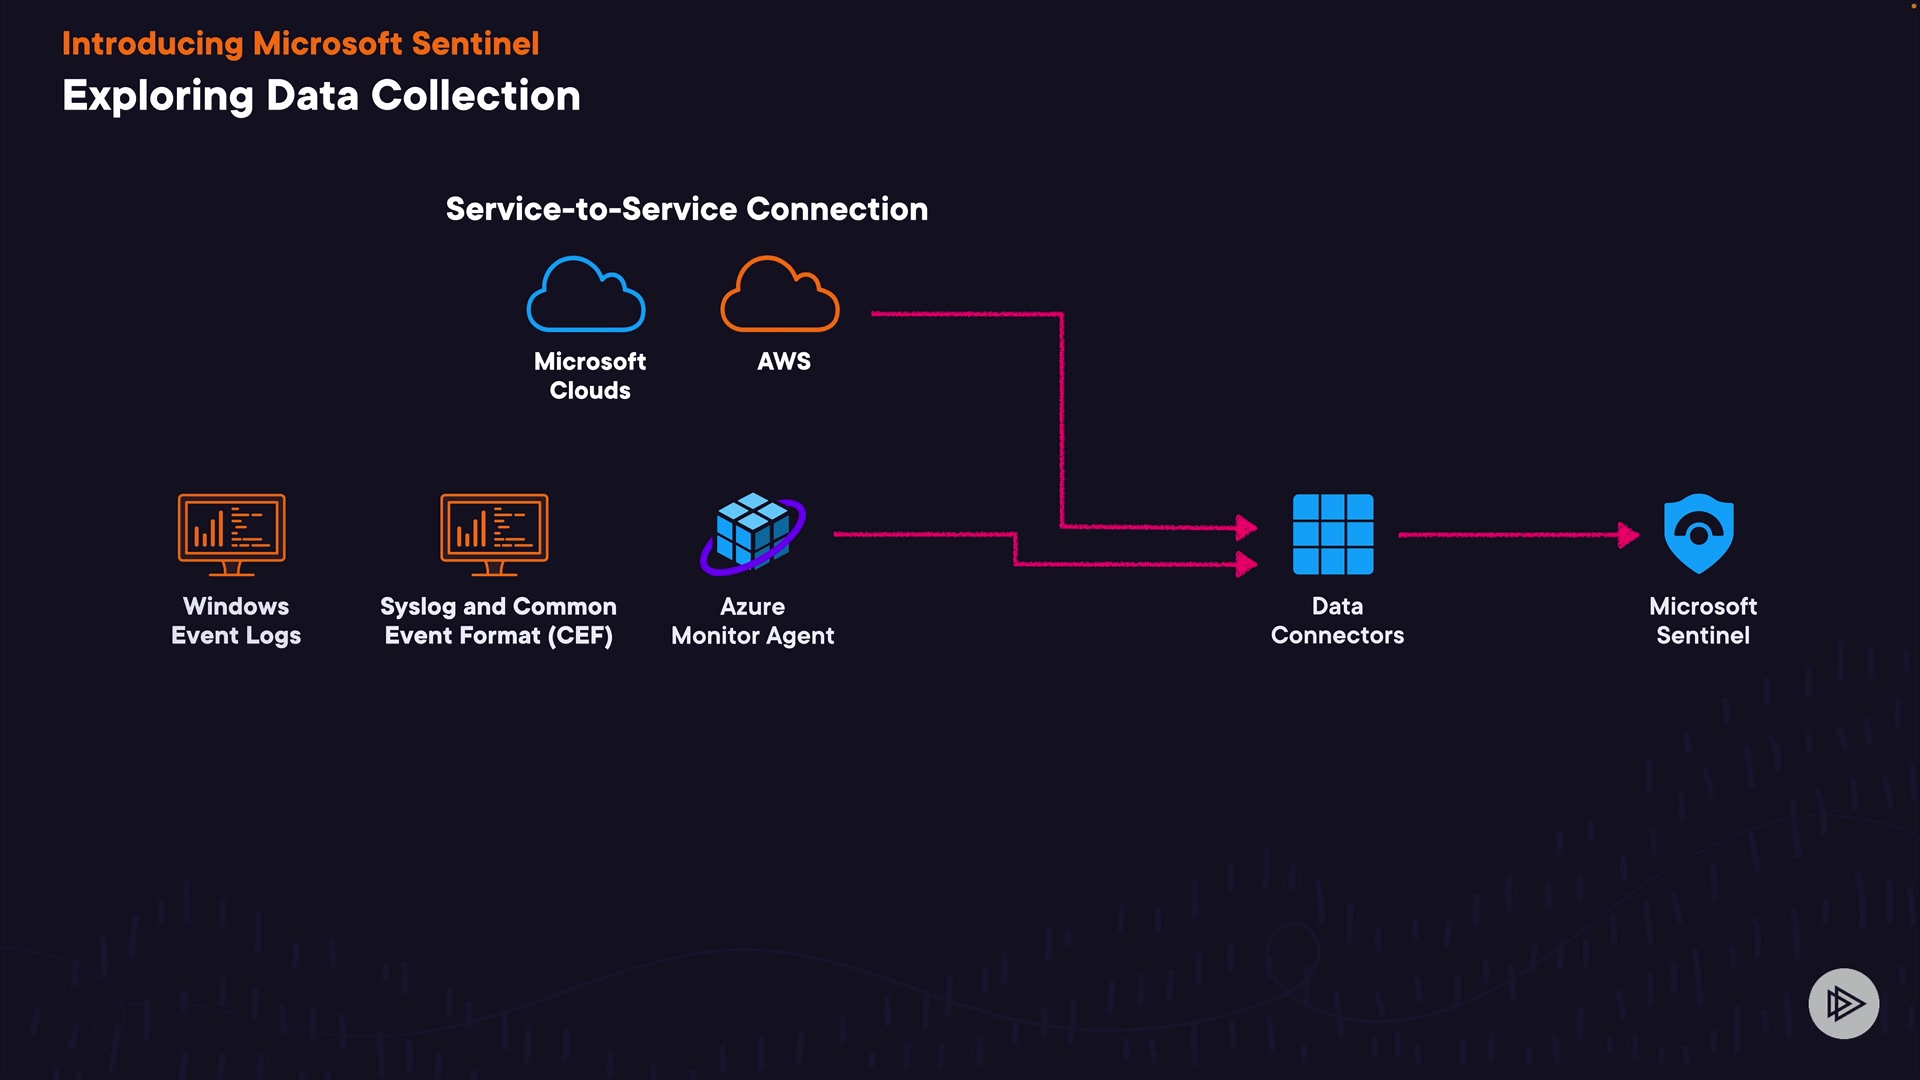 Introducing Microsoft Sentinel
Exploring Data Collection
Service-to-Service Connection
Microsoft
Clouds
AWS
Windows
Event Logs
Syslog and Common
Event Format (CEF)
Azure
Monitor Agent
Data
Connectors
Microsoft
Sentinel